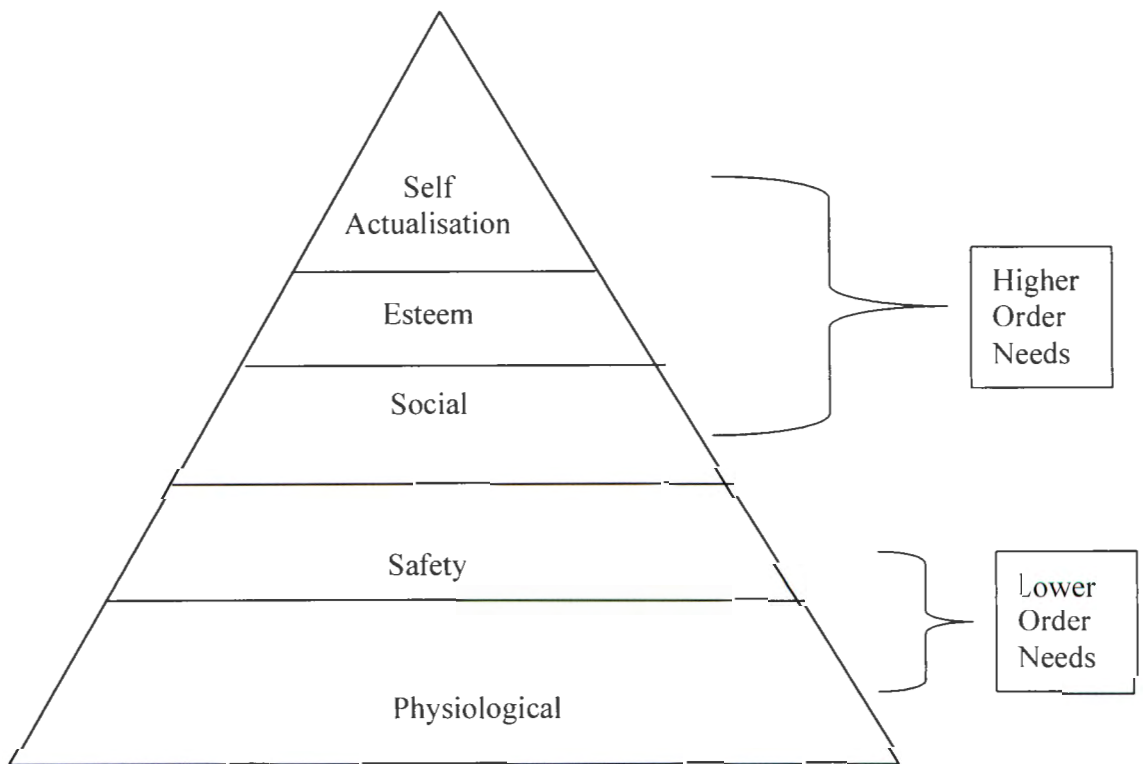 Self
Actualisation
Esteem
Social
Safety
Physiological
Higher
Order
Needs
Lower
Order
Needs